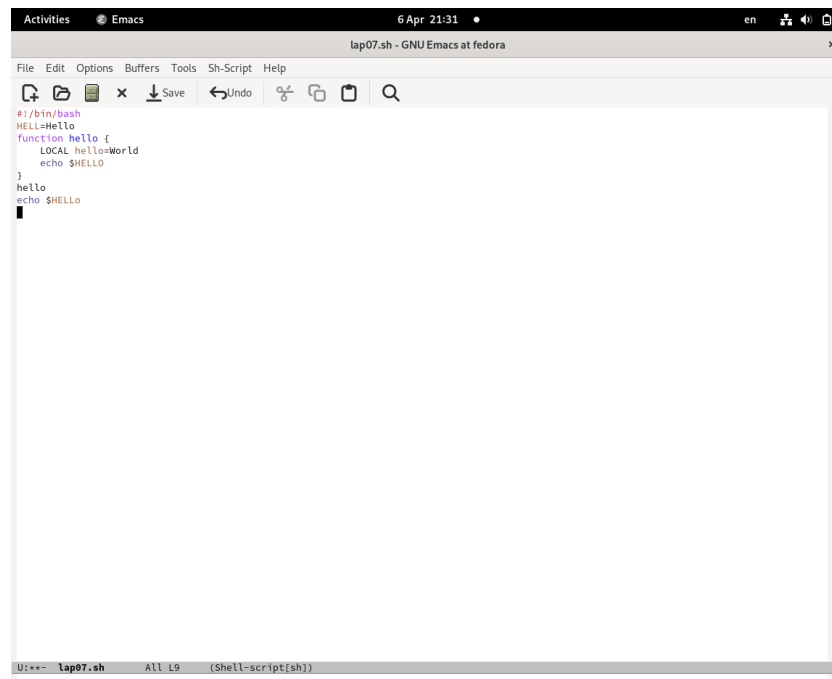 Activities Emacs 6 Apr 21:31 en
lap07.sh - GNU Emacs at fedora
File Edit Options Buffers Tools Sh-Script Help
Save Undo
#!/bin/bash
HELL=Hello
function hello {
    LOCAL hello=World
    echo $HELLO
}
hello
echo $HELLo
U:**- lap07.sh All L9 (Shell-script[sh])